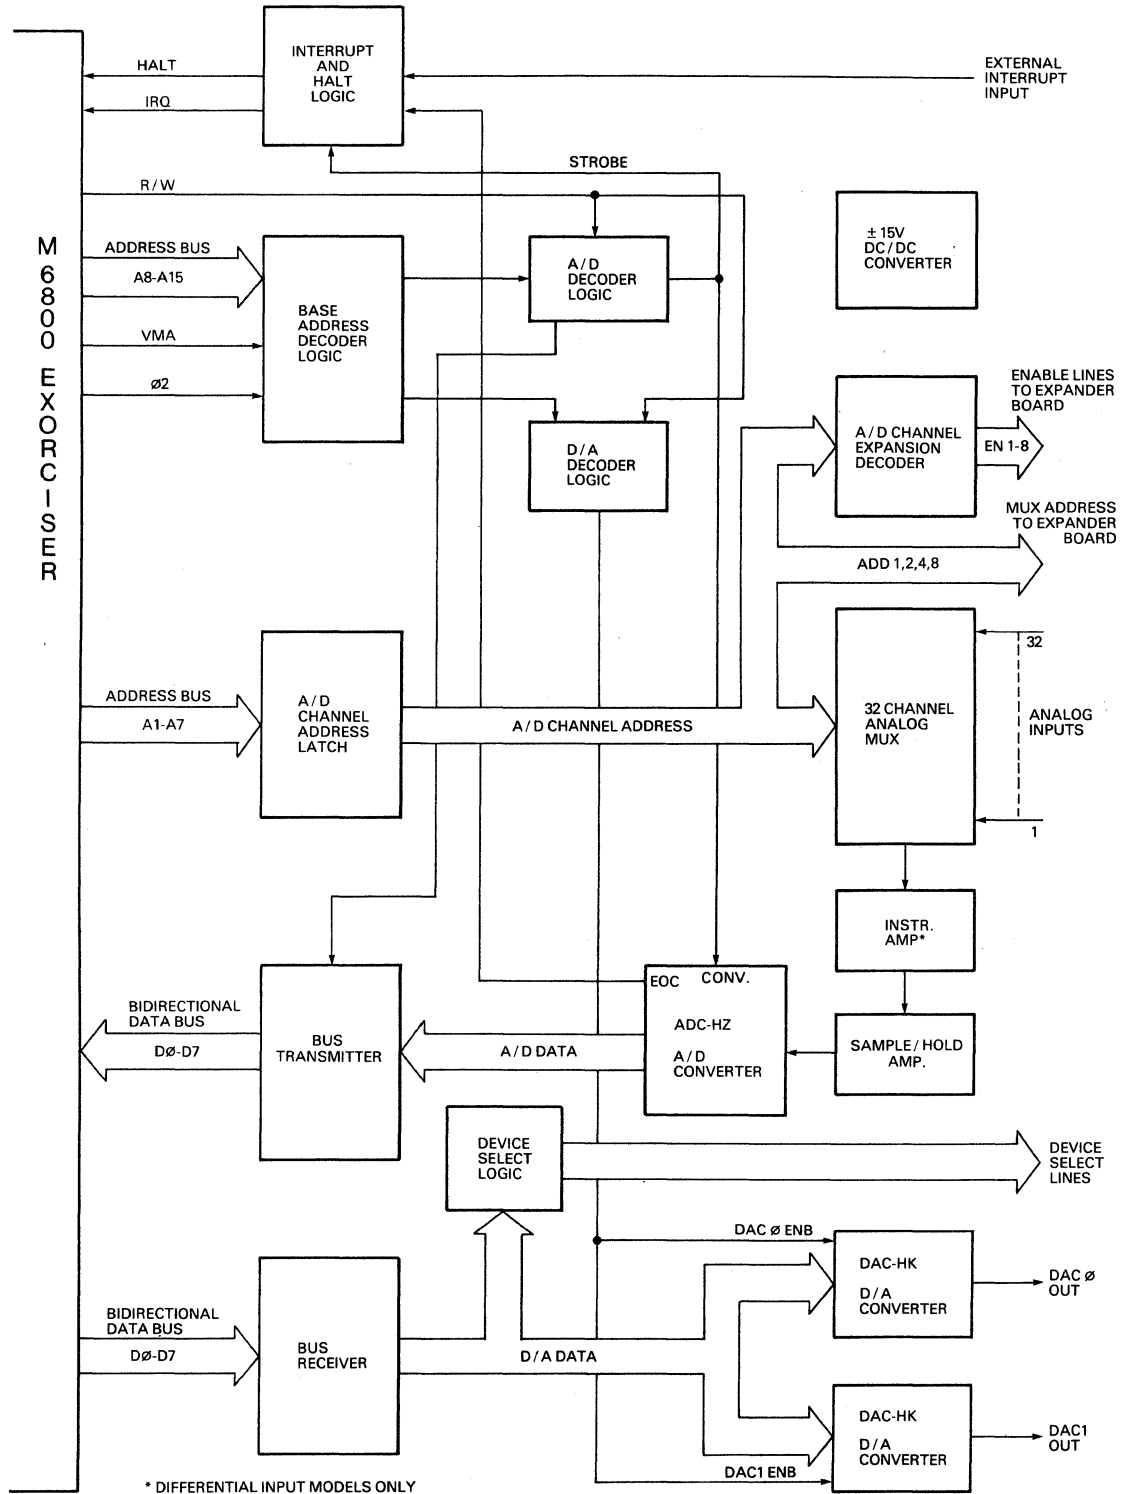 INTERRUPT
AND
HALT
LOGIC
HALT
IRQ
EXTERNAL
INTERRUPT
INPUT
STROBE
R/W
M6800 EXORCISER
ADDRESS BUS
A8-A15
VMA
Ø2
BASE
ADDRESS
DECODER
LOGIC
A/D
DECODER
LOGIC
± 15V
DC/DC
CONVERTER
D/A
DECODER
LOGIC
A/D CHANNEL
EXPANSION
DECODER
ENABLE LINES
TO EXPANDER
BOARD
EN 1-8
MUX ADDRESS
TO EXPANDER
BOARD
ADD 1,2,4,8
ADDRESS BUS
A1-A7
A/D
CHANNEL
ADDRESS
LATCH
A/D CHANNEL ADDRESS
32 CHANNEL
ANALOG
MUX
32
ANALOG
INPUTS
1
INSTR.
AMP*
SAMPLE/HOLD
AMP.
EOC
CONV.
ADC-HZ
A/D
CONVERTER
A/D DATA
BUS
TRANSMITTER
BIDIRECTIONAL
DATA BUS
DØ-D7
DEVICE
SELECT
LOGIC
DEVICE
SELECT
LINES
DAC Ø ENB
DAC-HK
D/A
CONVERTER
DAC Ø
OUT
BIDIRECTIONAL
DATA BUS
DØ-D7
BUS
RECEIVER
D/A DATA
DAC-HK
D/A
CONVERTER
DAC1
OUT
DAC1 ENB
* DIFFERENTIAL INPUT MODELS ONLY